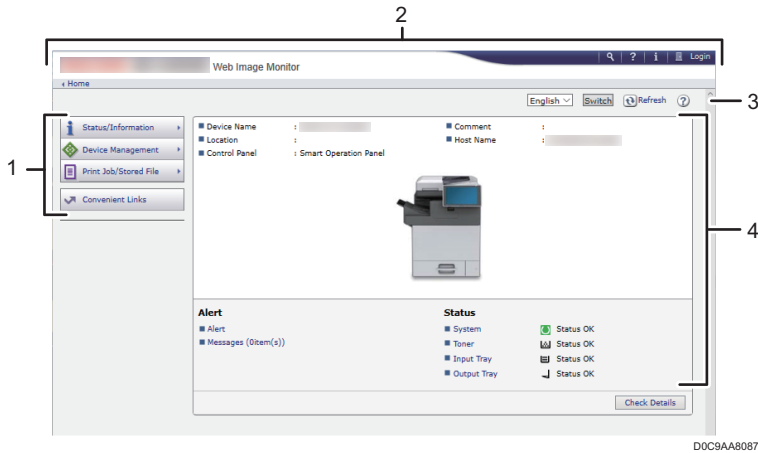 2
Web Image Monitor
? i Login
Home
English Switch Refresh ?
3
1
Status/Information
Device Management
Print Job/Stored File
Convenient Links
Device Name :
Comment :
Location :
Host Name :
Control Panel : Smart Operation Panel
4
Alert
Status
Alert
System Status OK
Messages (0item(s))
Toner Status OK
Input Tray Status OK
Output Tray Status OK
Check Details
D0C9AA8087